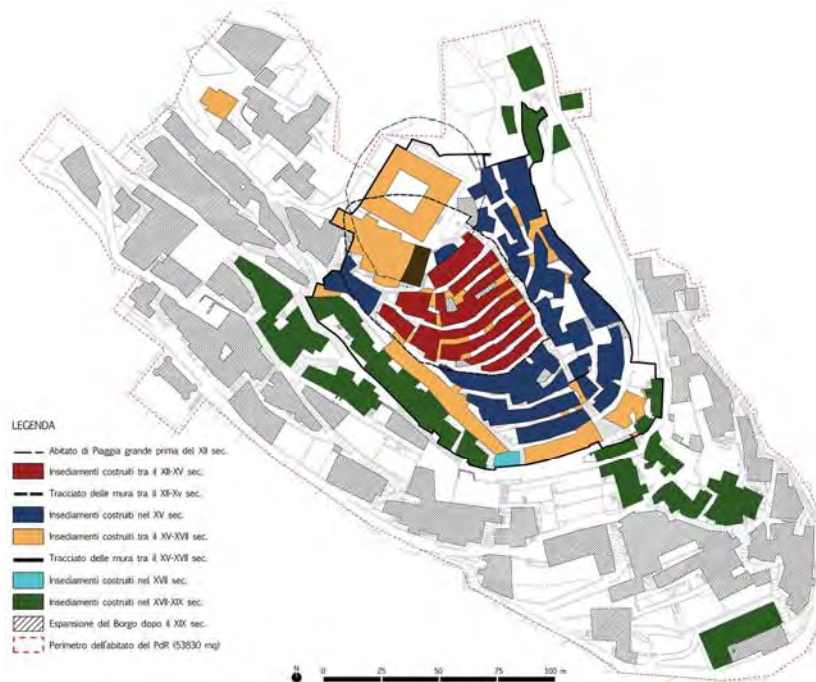 LEGENDA
Abitato di Piaggia grande prima del XII sec.
Insediamenti costruiti tra il XII-XV sec.
Tracciato delle mura tra il XII-Xv sec.
Insediamenti costruiti nel XV sec.
Insediamenti costruiti tra il XV-XVII sec.
Tracciato delle mura tra il XV-XVII sec.
Insediamenti costruiti nel XVII sec.
Insediamenti costruiti nel XVII-XIX sec.
Espansione del Borgo dopo il XIX sec.
Perimetro dell'abitato del PdR (53830 mq)
N 0 25 50 75 100 m